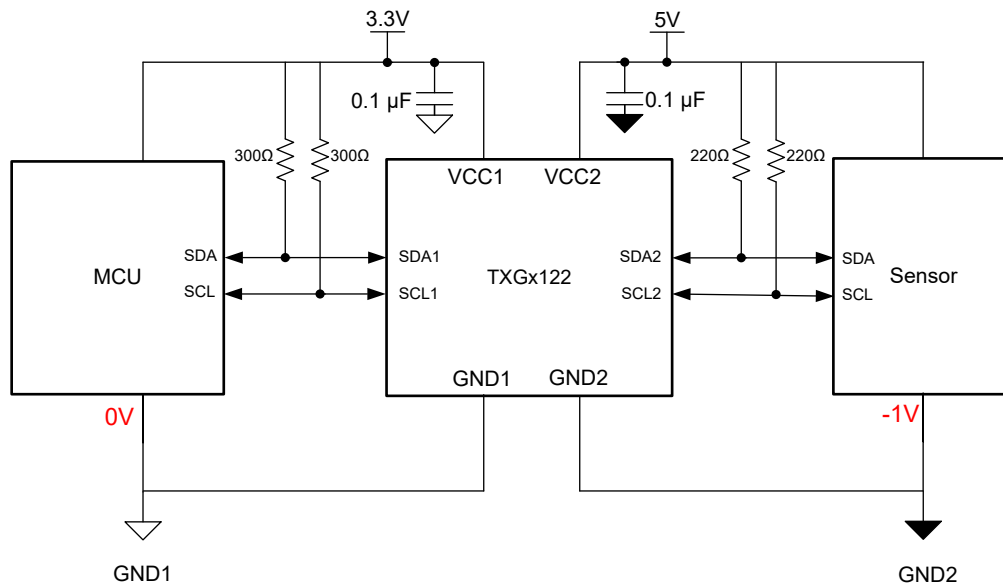 3.3V
5V
0.1 µF
0.1 µF
300Ω
300Ω
220Ω
220Ω
VCC1
VCC2
SDA
SDA1
SDA2
SDA
MCU
TXGx122
Sensor
SCL
SCL1
SCL2
SCL
GND1
GND2
0V
-1V
GND1
GND2